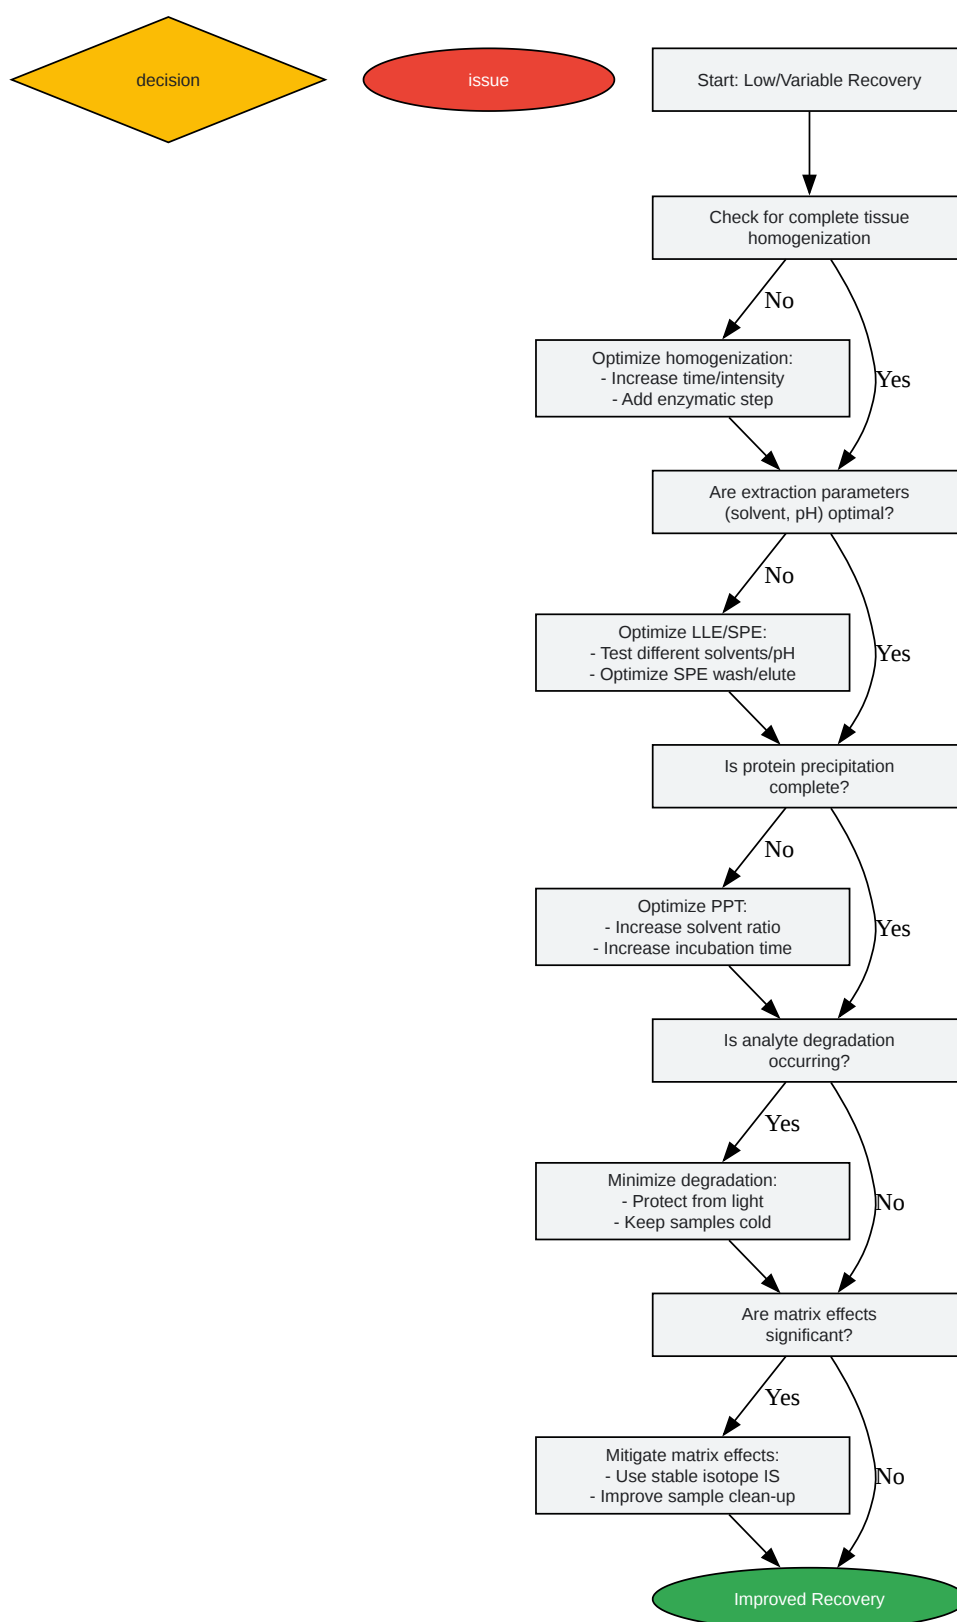 decision
issue
Start: Low/Variable Recovery
Check for complete tissue
homogenization
No
Optimize homogenization:
- Increase time/intensity
- Add enzymatic step
Yes
Are extraction parameters
(solvent, pH) optimal?
No
Optimize LLE/SPE:
- Test different solvents/pH
- Optimize SPE wash/elute
Yes
Is protein precipitation
complete?
No
Optimize PPT:
- Increase solvent ratio
- Increase incubation time
Yes
Is analyte degradation
occurring?
Yes
Minimize degradation:
- Protect from light
- Keep samples cold
No
Are matrix effects
significant?
Yes
Mitigate matrix effects:
- Use stable isotope IS
- Improve sample clean-up
No
Improved Recovery